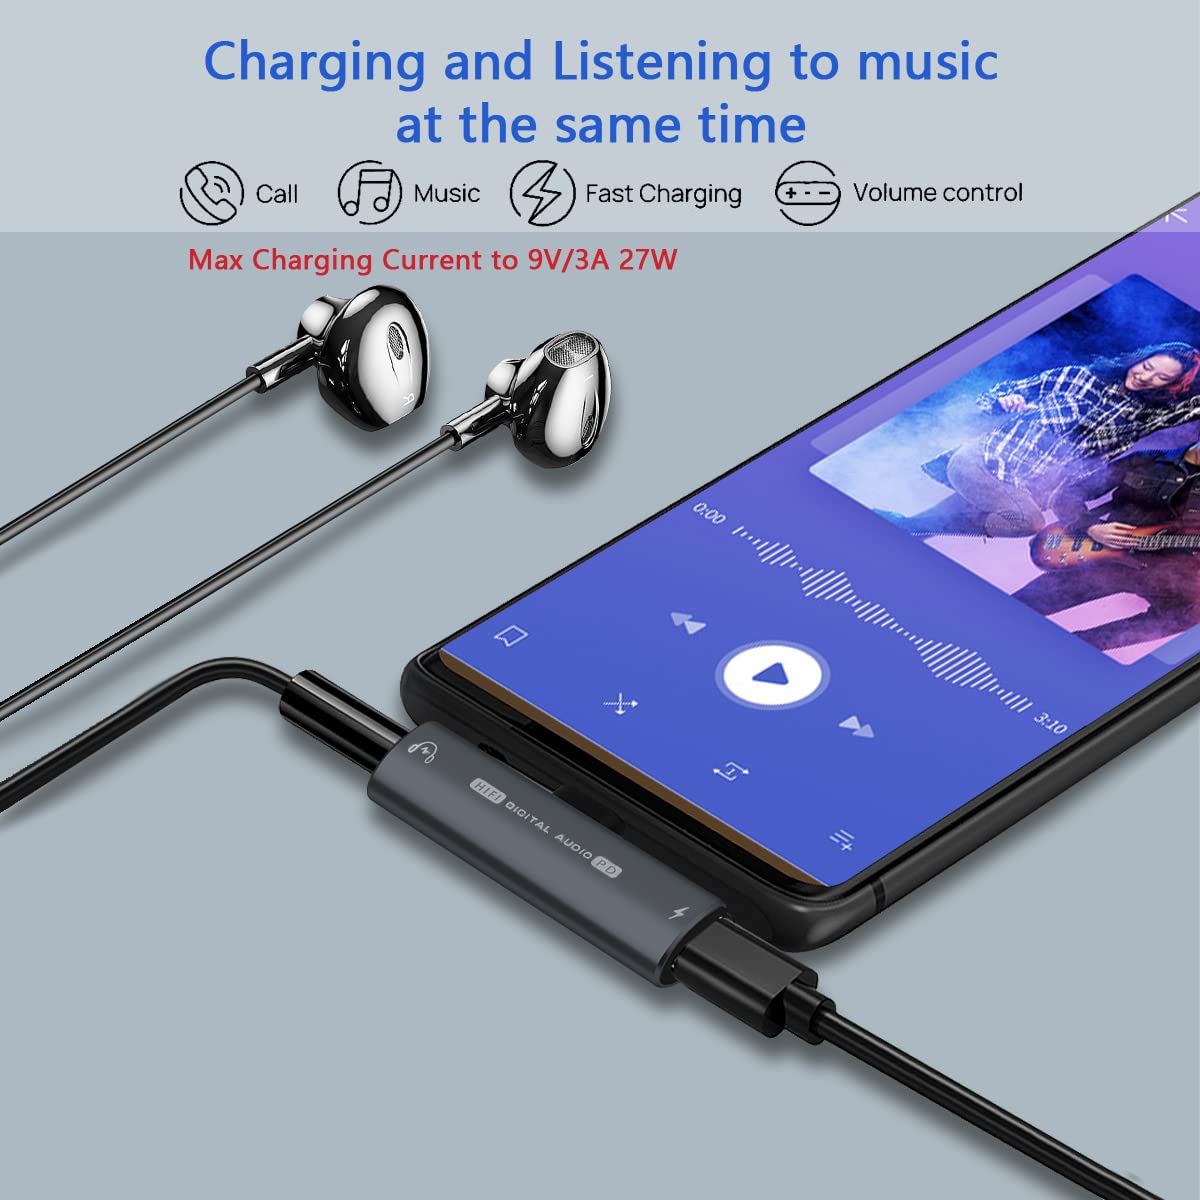 Charging and Listening to music
at the same time
Call Music Fast Charging Volume control
Max Charging Current to 9V/3A 27W
R
L
0:00
3:10
HIFI DIGITAL AUDIO PD